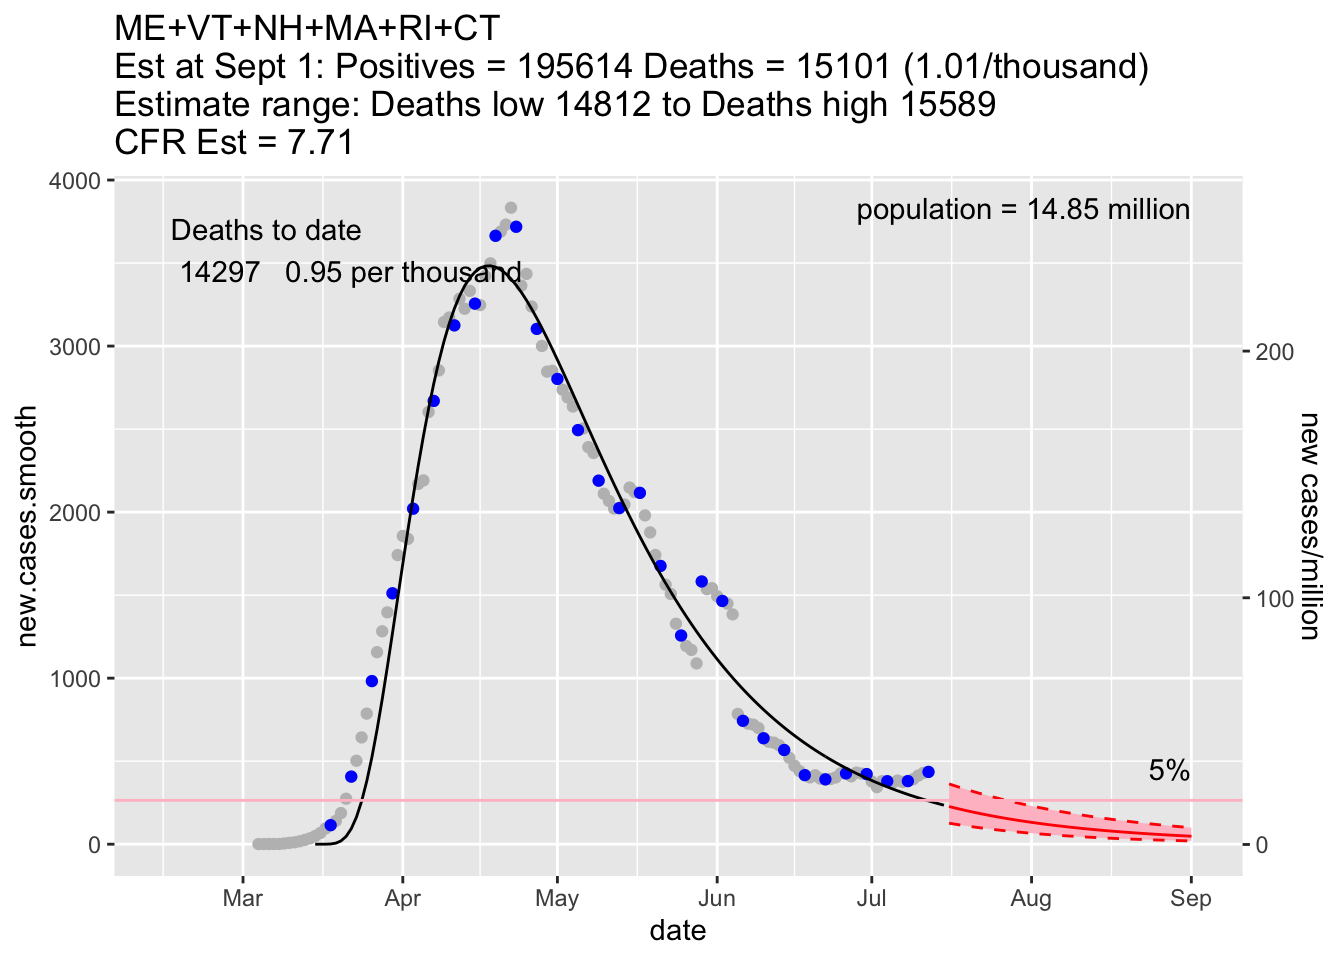 ME+VT+NH+MA+RI+CT
Est at Sept 1: Positives = 195614 Deaths = 15101 (1.01/thousand)
Estimate range: Deaths low 14812 to Deaths high 15589
CFR Est = 7.71
4000
3000
2000
1000
0
new.cases.smooth
Deaths to date
14297 0.95 per thousand
population = 14.85 million
5%
200
100
0
new cases/million
Mar Apr May Jun Jul Aug Sep
date